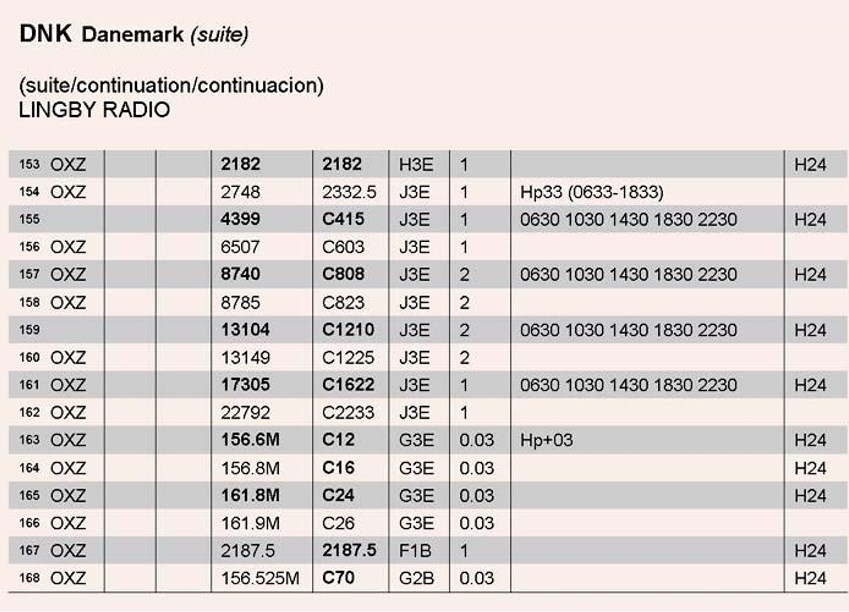 DNK Danemark (suite)
(suite/continuation/continuacion)
LINGBY RADIO
153 OXZ 2182 2182 H3E 1 H24
154 OXZ 2748 2332.5 J3E 1 Hp33 (0633-1833)
155 4399 C415 J3E 1 0630 1030 1430 1830 2230 H24
156 OXZ 6507 C603 J3E 1
157 OXZ 8740 C808 J3E 2 0630 1030 1430 1830 2230 H24
158 OXZ 8785 C823 J3E 2
159 13104 C1210 J3E 2 0630 1030 1430 1830 2230 H24
160 OXZ 13149 C1225 J3E 2
161 OXZ 17305 C1622 J3E 1 0630 1030 1430 1830 2230 H24
162 OXZ 22792 C2233 J3E 1
163 OXZ 156.6M C12 G3E 0.03 Hp+03 H24
164 OXZ 156.8M C16 G3E 0.03 H24
165 OXZ 161.8M C24 G3E 0.03 H24
166 OXZ 161.9M C26 G3E 0.03
167 OXZ 2187.5 2187.5 F1B 1 H24
168 OXZ 156.525M C70 G2B 0.03 H24